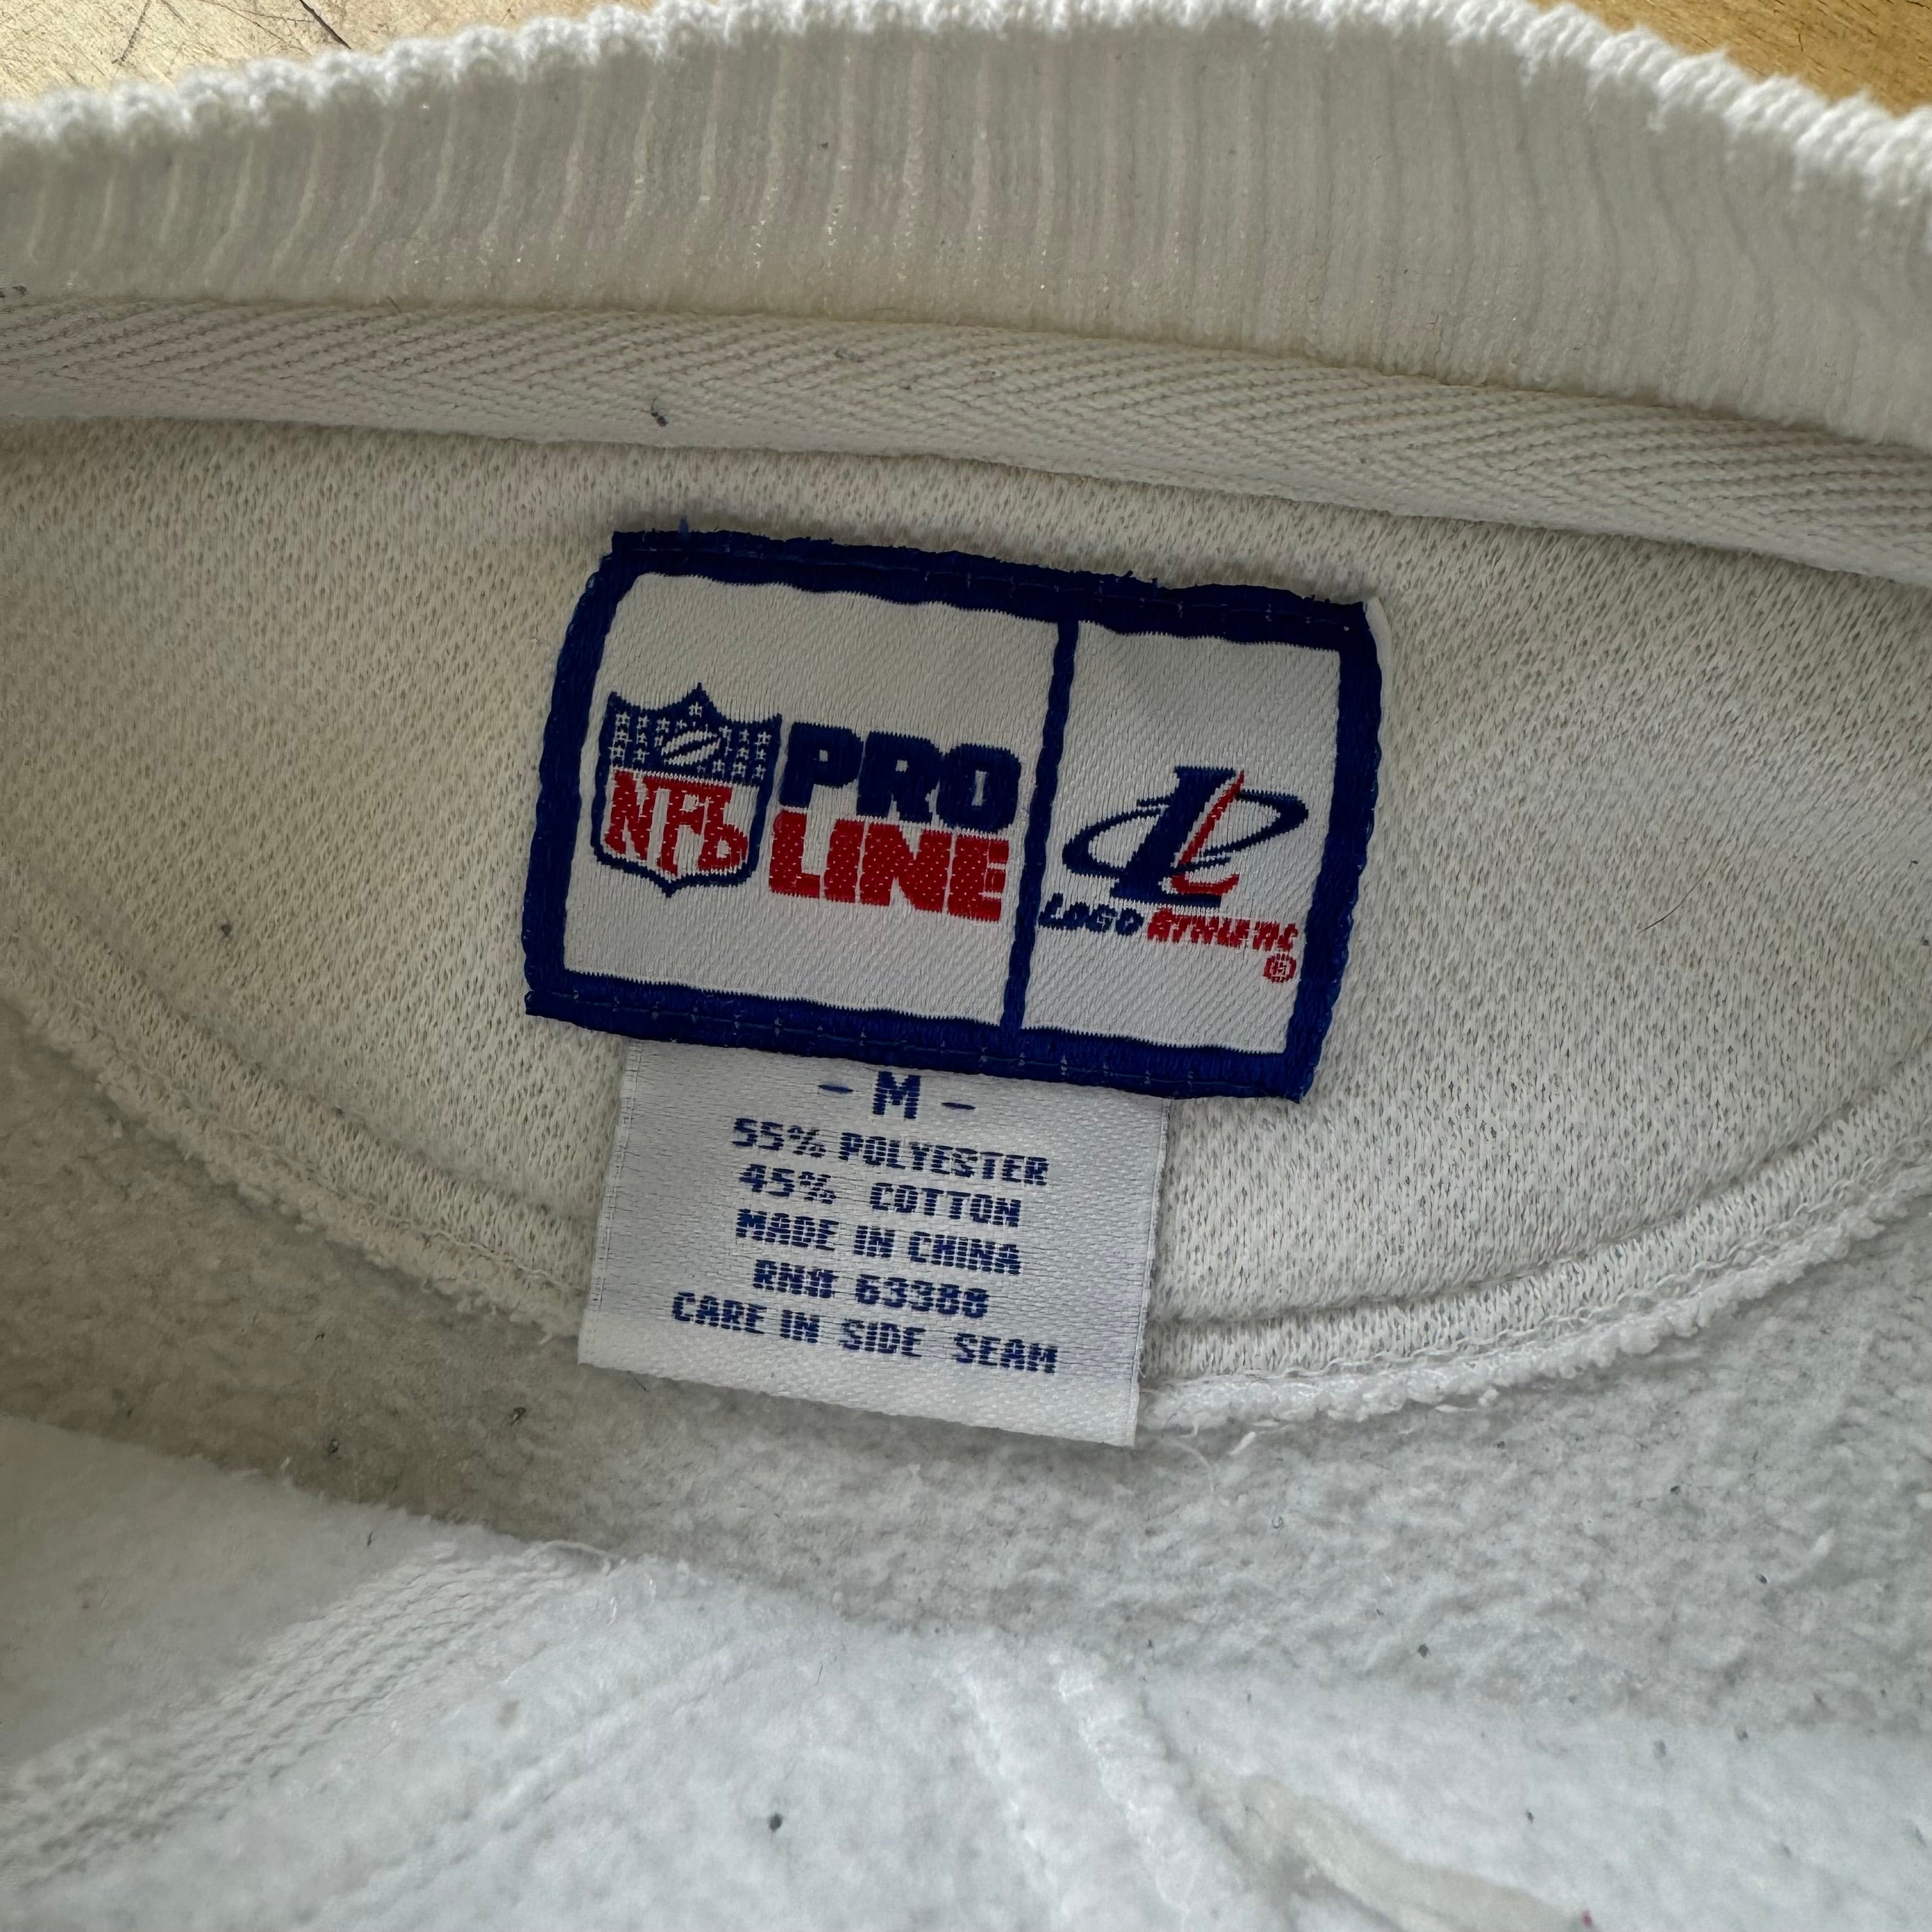 NFL PRO
LINE
LOGO ATHLETIC
®
- M -
55% POLYESTER
45% COTTON
MADE IN CHINA
RN# 63388
CARE IN SIDE SEAM